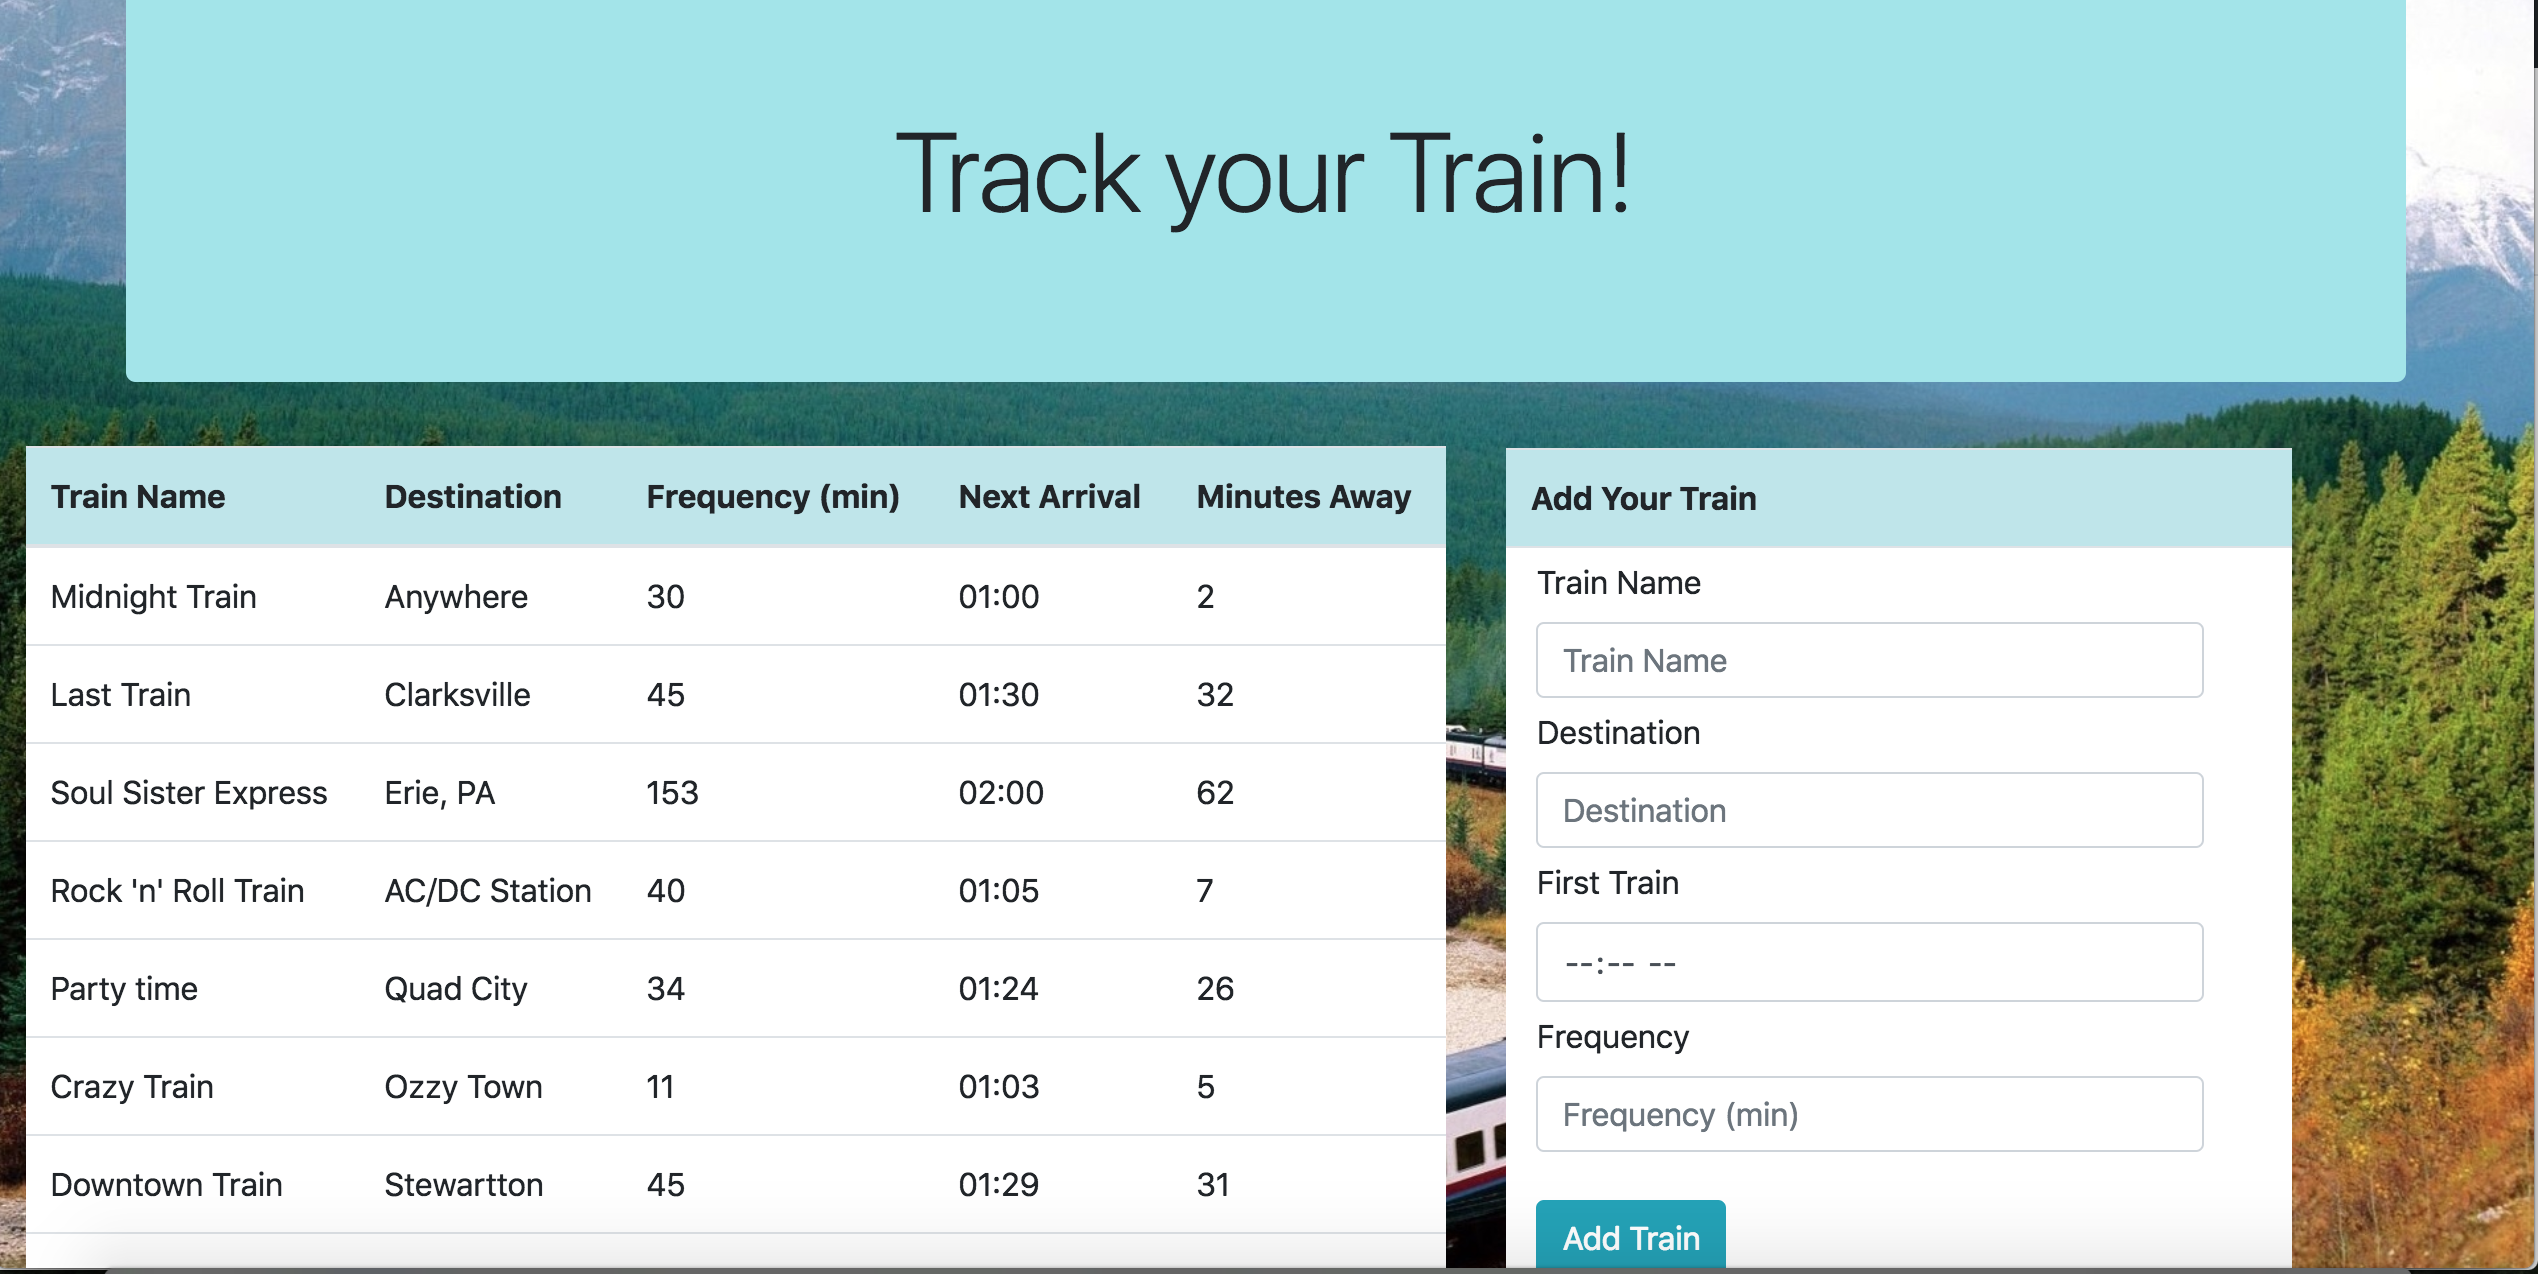 Track your Train!
Train Name Destination Frequency (min) Next Arrival Minutes Away
Midnight Train Anywhere 30 01:00 2
Last Train Clarksville 45 01:30 32
Soul Sister Express Erie, PA 153 02:00 62
Rock 'n' Roll Train AC/DC Station 40 01:05 7
Party time Quad City 34 01:24 26
Crazy Train Ozzy Town 11 01:03 5
Downtown Train Stewartton 45 01:29 31
Add Your Train
Train Name
Train Name
Destination
Destination
First Train
--:-- --
Frequency
Frequency (min)
Add Train